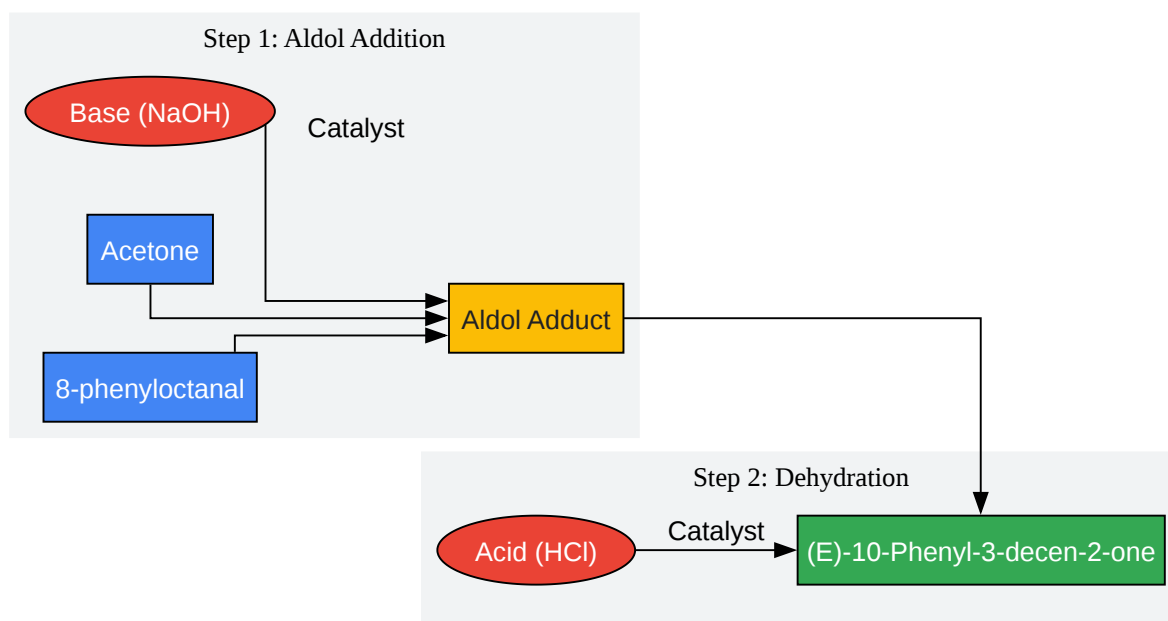 Step 1: Aldol Addition
Base (NaOH)
Catalyst
Acetone
Aldol Adduct
8-phenyloctanal
Step 2: Dehydration
Acid (HCl)
Catalyst
(E)-10-Phenyl-3-decen-2-one